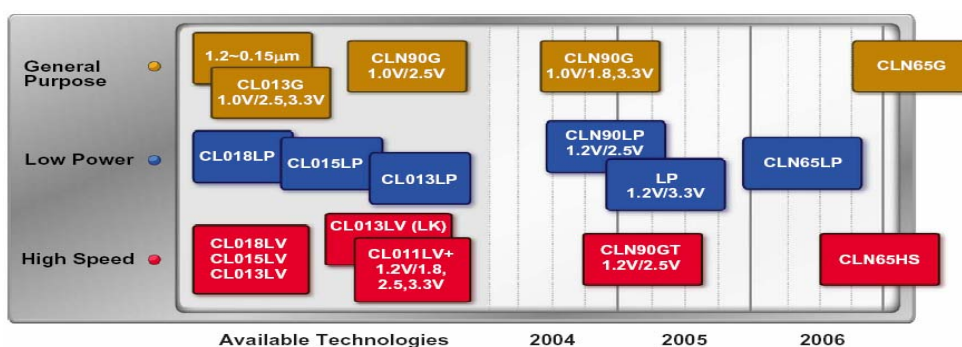 General
Purpose
1.2~0.15μm
CL013G
1.0V/2.5,3.3V
CLN90G
1.0V/2.5V
CLN90G
1.0V/1.8,3.3V
CLN65G
Low Power
CL018LP
CL015LP
CL013LP
CLN90LP
1.2V/2.5V
LP
1.2V/3.3V
CLN65LP
High Speed
CL018LV
CL015LV
CL013LV
CL013LV (LK)
CL011LV+
1.2V/1.8,
2.5,3.3V
CLN90GT
1.2V/2.5V
CLN65HS
Available Technologies
2004
2005
2006